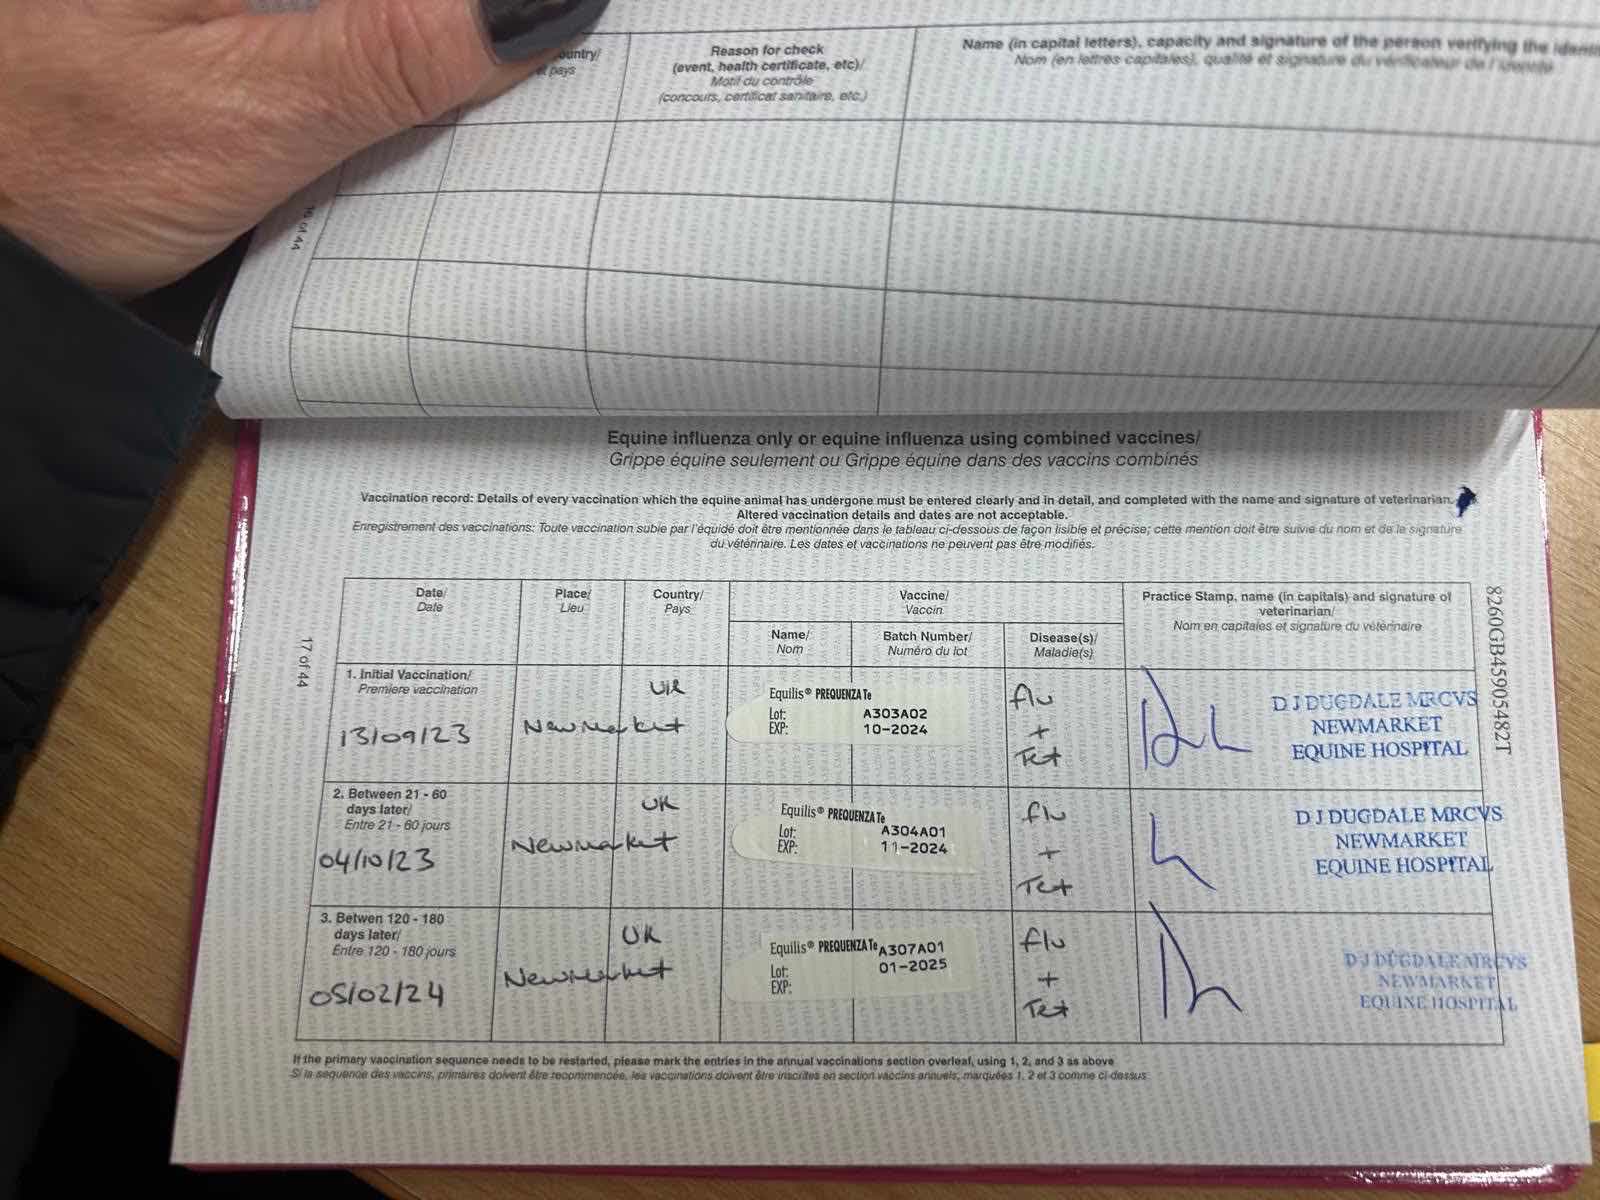 ountry/
pays
Reason for check
(event, health certificate, etc)/
Motif du contrôle
(concours, certificat sanitaire, etc.)
Name (in capital letters), capacity and signature of the person verifying the identi
Nom (en lettres capitales), qualité et signature du vérificateur de l'identité
16 of 44
Equine influenza only or equine influenza using combined vaccines/
Grippe équine seulement ou Grippe équine dans des vaccins combinés
Vaccination record: Details of every vaccination which the equine animal has undergone must be entered clearly and in detail, and completed with the name and signature of veterinarian.
Altered vaccination details and dates are not acceptable.
Enregistrement des vaccinations: Toute vaccination subie par l'équidé doit être mentionnée dans le tableau ci-dessous de façon lisible et précise; cette mention doit être suivie du nom et de la signature
du vétérinaire. Les dates et vaccinations ne peuvent pas être modifiés.
17 of 44
8260GB45905482T
Date/
Date
Place/
Lieu
Country/
Pays
Vaccine/
Vaccin
Name/
Nom
Batch Number/
Numéro du lot
Disease(s)/
Maladie(s)
Practice Stamp, name (in capitals) and signature of
veterinarian/
Nom en capitales et signature du vétérinaire
1. Initial Vaccination/
Premiere vaccination
13/09/23
Newmarket
UK
Equilis® PREQUENZA Te
Lot: A303A02
EXP: 10-2024
flu
+
Tet
D J DUGDALE MRCVS
NEWMARKET
EQUINE HOSPITAL
2. Between 21 - 60
days later/
Entre 21 - 60 jours
04/10/23
Newmarket
UK
Equilis® PREQUENZA Te
Lot: A304A01
EXP: 11-2024
flu
+
Tet
D J DUGDALE MRCVS
NEWMARKET
EQUINE HOSPITAL
3. Betwen 120 - 180
days later/
Entre 120 - 180 jours
05/02/24
Newmarket
UK
Equilis® PREQUENZA Te A307A01
Lot: 01-2025
EXP:
flu
+
Tet
D J DUGDALE MRCVS
NEWMARKET
EQUINE HOSPITAL
If the primary vaccination sequence needs to be restarted, please mark the entries in the annual vaccinations section overleaf, using 1, 2, and 3 as above
Si la sequence des vaccins, primaires doivent être recommencée, les vaccinations doivent être inscrites en section vaccins annuels, marquées 1, 2 et 3 comme ci-dessus